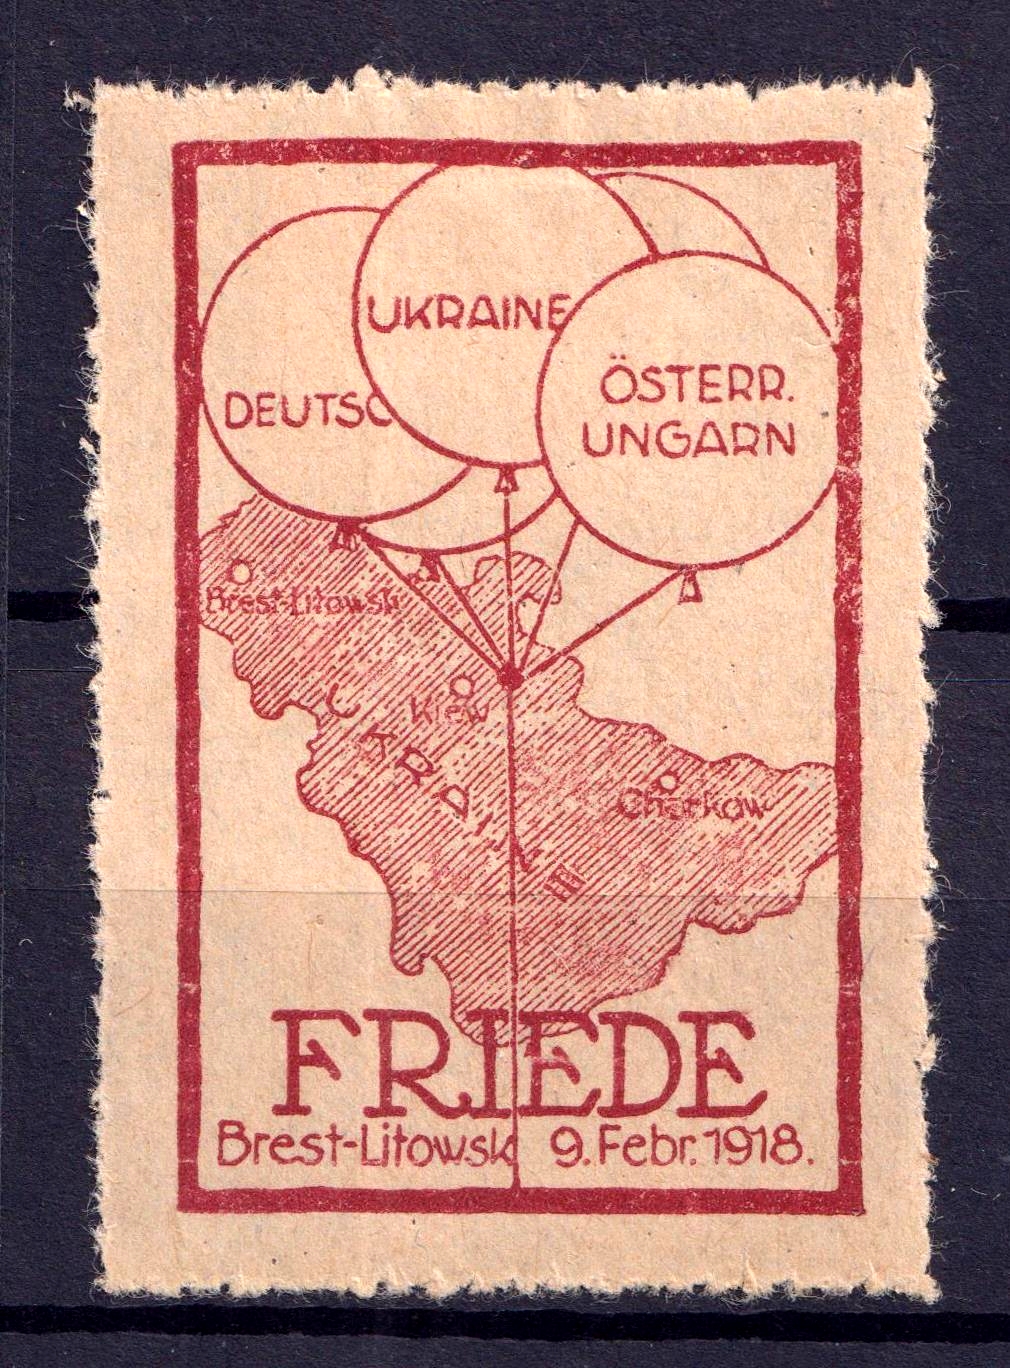 UKRAINE
DEUTSC
ÖSTERR.
UNGARN
Brest-Litowsk
Kiew
UKRAINE
Charkow
FRIEDE
Brest-Litowsk 9. Febr. 1918.